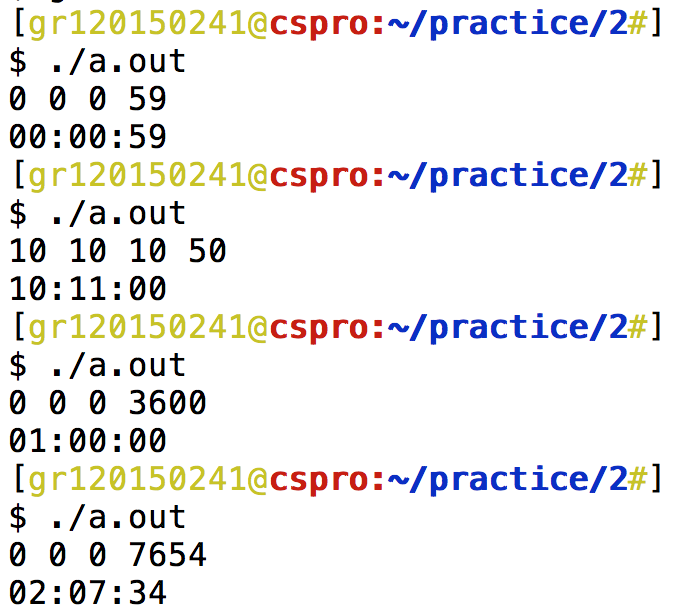 [gr120150241@cspro:~/practice/2#]
$ ./a.out
0 0 0 59
00:00:59
[gr120150241@cspro:~/practice/2#]
$ ./a.out
10 10 10 50
10:11:00
[gr120150241@cspro:~/practice/2#]
$ ./a.out
0 0 0 3600
01:00:00
[gr120150241@cspro:~/practice/2#]
$ ./a.out
0 0 0 7654
02:07:34